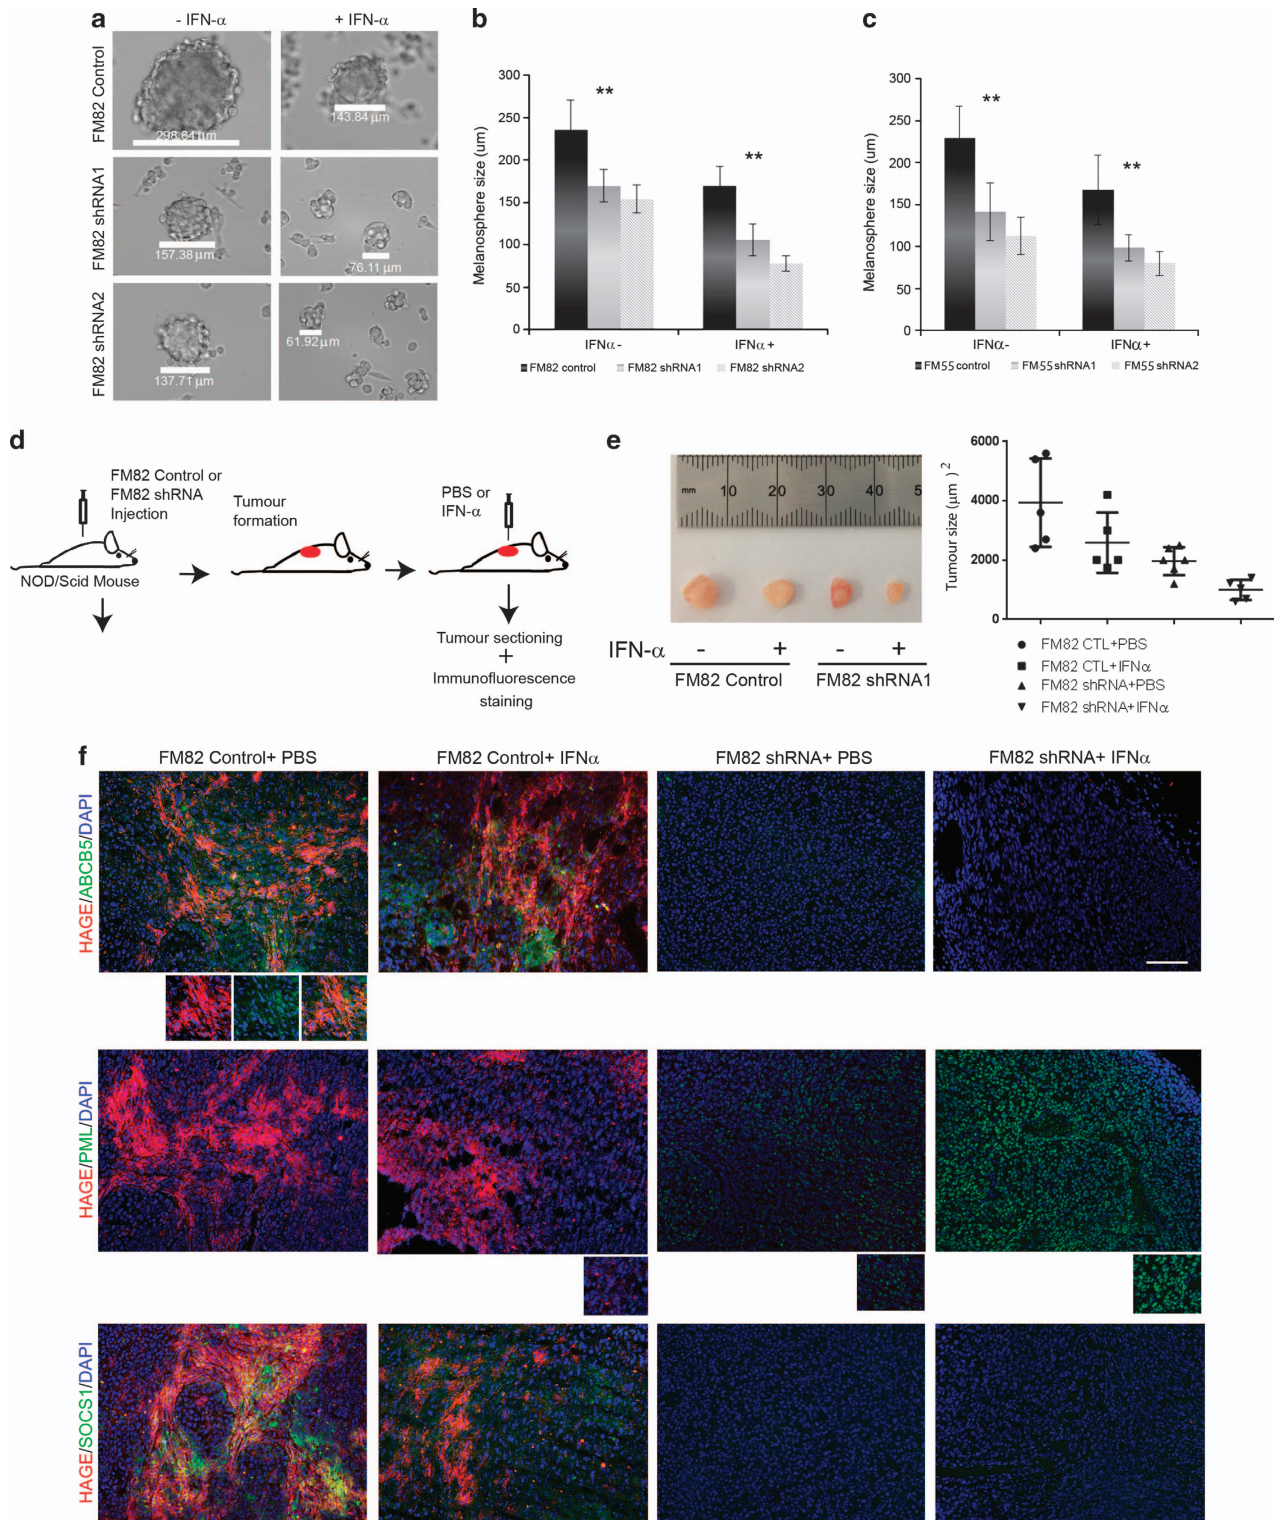 a
- IFN-α
+ IFN-α
FM82 Control
298.64 µm
143.84 µm
FM82 shRNA1
157.38 µm
76.11 µm
FM82 shRNA2
137.71 µm
61.92 µm
b
Melanosphere size (um)
300
250
200
150
100
50
0
**
**
IFNα-
IFNα+
FM82 control
FM82 shRNA1
FM82 shRNA2
c
Melanosphere size (um)
300
250
200
150
100
50
0
**
**
IFNα-
IFNα+
FM55 control
FM55 shRNA1
FM55 shRNA2
d
FM82 Control or
FM82 shRNA
Injection
NOD/Scid Mouse
Tumour
formation
PBS or
IFN-α
Tumour sectioning
+
Immunofluorescence
staining
e
mm 10 20 30 40 5
IFN-α - + - +
FM82 Control
FM82 shRNA1
Tumour size (µm) 2
6000
4000
2000
0
FM82 CTL+PBS
FM82 CTL+IFNα
FM82 shRNA+PBS
FM82 shRNA+IFNα
f
FM82 Control+ PBS
FM82 Control+ IFNα
FM82 shRNA+ PBS
FM82 shRNA+ IFNα
HAGE/ABCB5/DAPI
HAGE/PML/DAPI
HAGE/SOCS1/DAPI